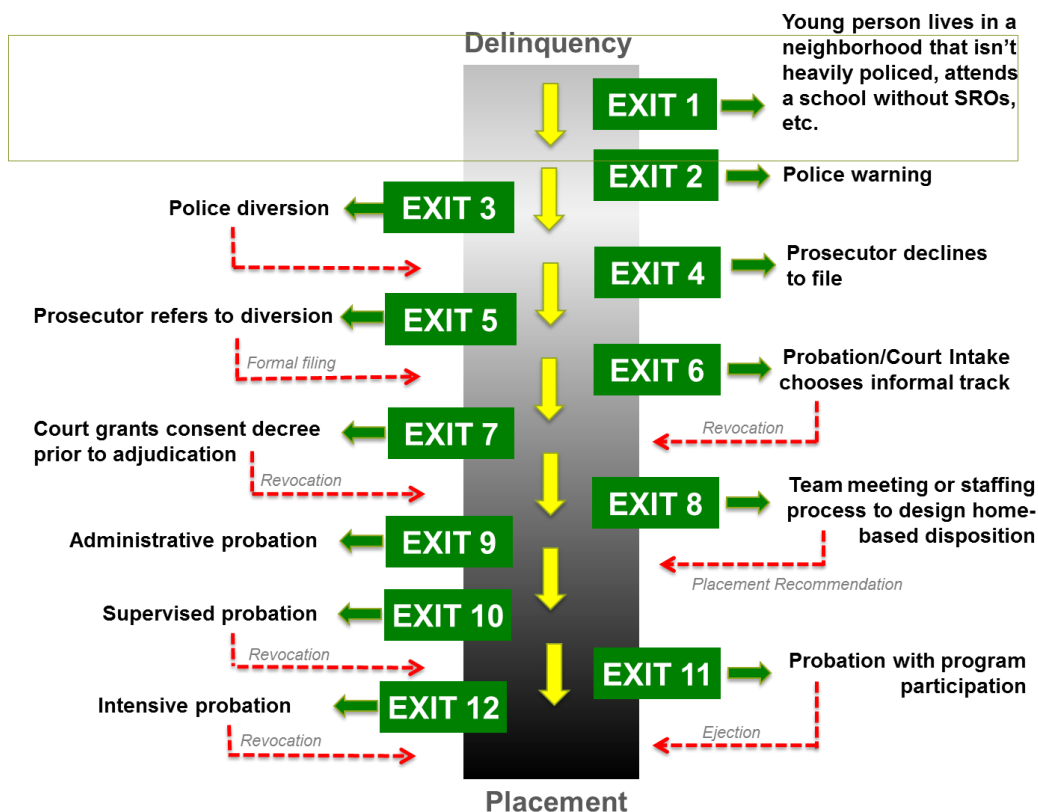 Delinquency
Young person lives in a
neighborhood that isn't
heavily policed, attends
a school without SROs,
etc.
EXIT 1
EXIT 2
Police warning
Police diversion
EXIT 3
EXIT 4
Prosecutor declines
to file
Prosecutor refers to diversion
EXIT 5
Formal filing
EXIT 6
Probation/Court Intake
chooses informal track
Revocation
Court grants consent decree
prior to adjudication
EXIT 7
Revocation
EXIT 8
Team meeting or staffing
process to design home-
based disposition
Placement Recommendation
Administrative probation
EXIT 9
Supervised probation
EXIT 10
Revocation
EXIT 11
Probation with program
participation
Ejection
Intensive probation
EXIT 12
Revocation
Placement